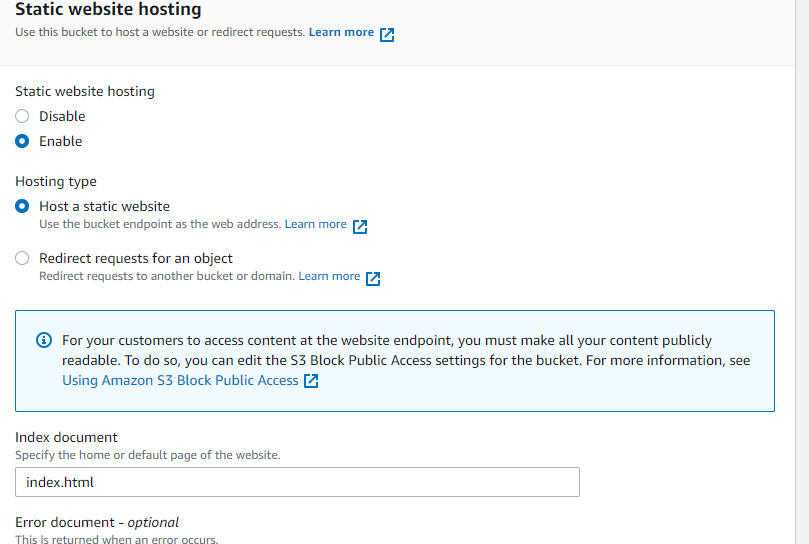 Static website hosting
Use this bucket to host a website or redirect requests. Learn more
Static website hosting
Disable
Enable
Hosting type
Host a static website
Use the bucket endpoint as the web address. Learn more
Redirect requests for an object
Redirect requests to another bucket or domain. Learn more
For your customers to access content at the website endpoint, you must make all your content publicly
readable. To do so, you can edit the S3 Block Public Access settings for the bucket. For more information, see
Using Amazon S3 Block Public Access
Index document
Specify the home or default page of the website.
index.html
Error document - optional
This is returned when an error occurs.